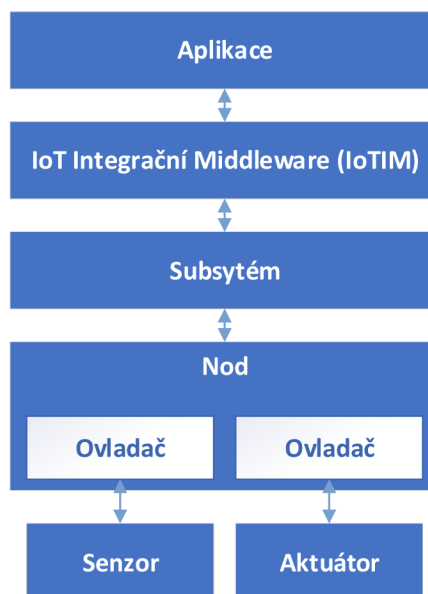 Aplikace
IoT Integrační Middleware (IoTIM)
Subsytém
Nod
Ovladač Ovladač
Senzor Aktuátor